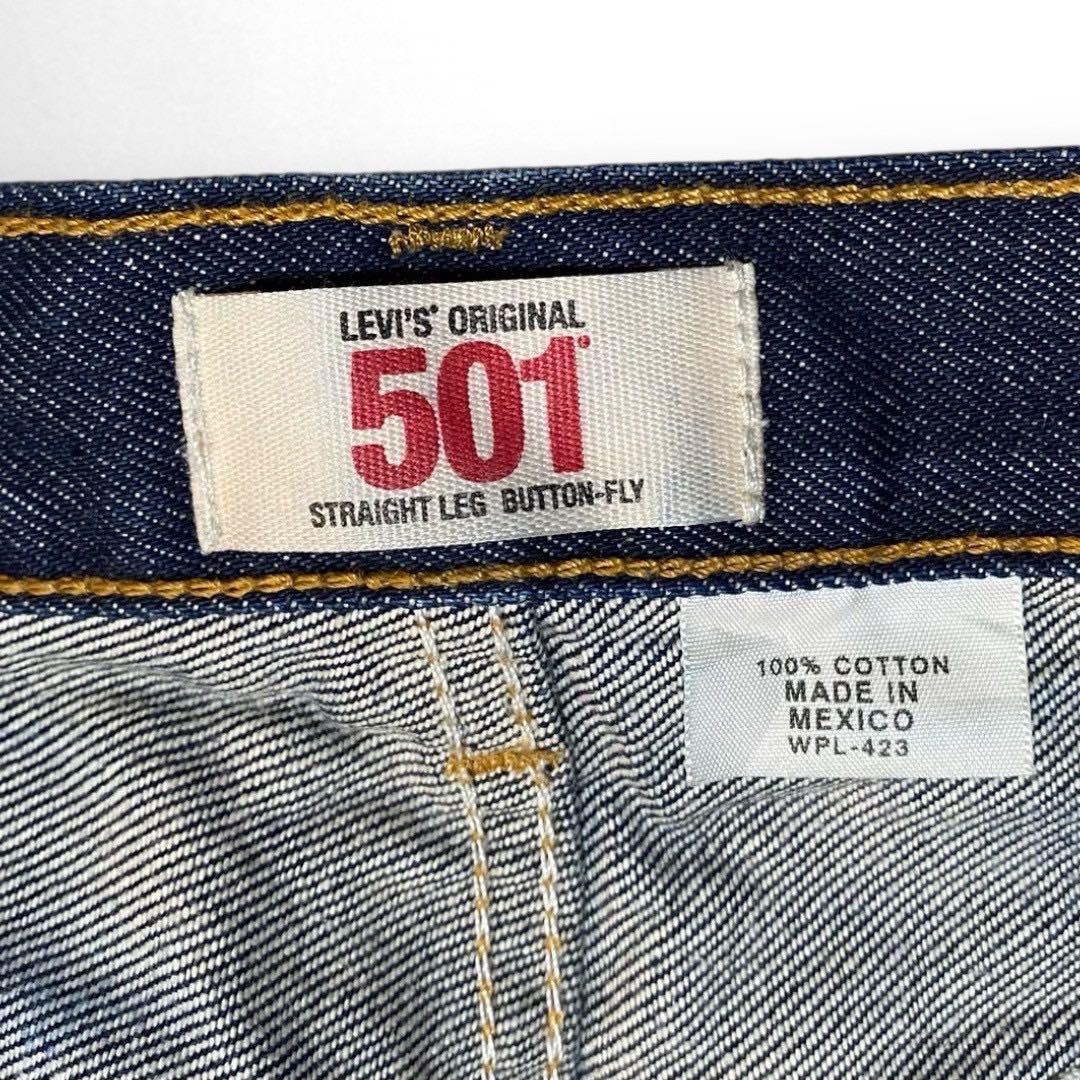 LEVI'S® ORIGINAL
501®
STRAIGHT LEG BUTTON-FLY
100% COTTON
MADE IN
MEXICO
WPL-423